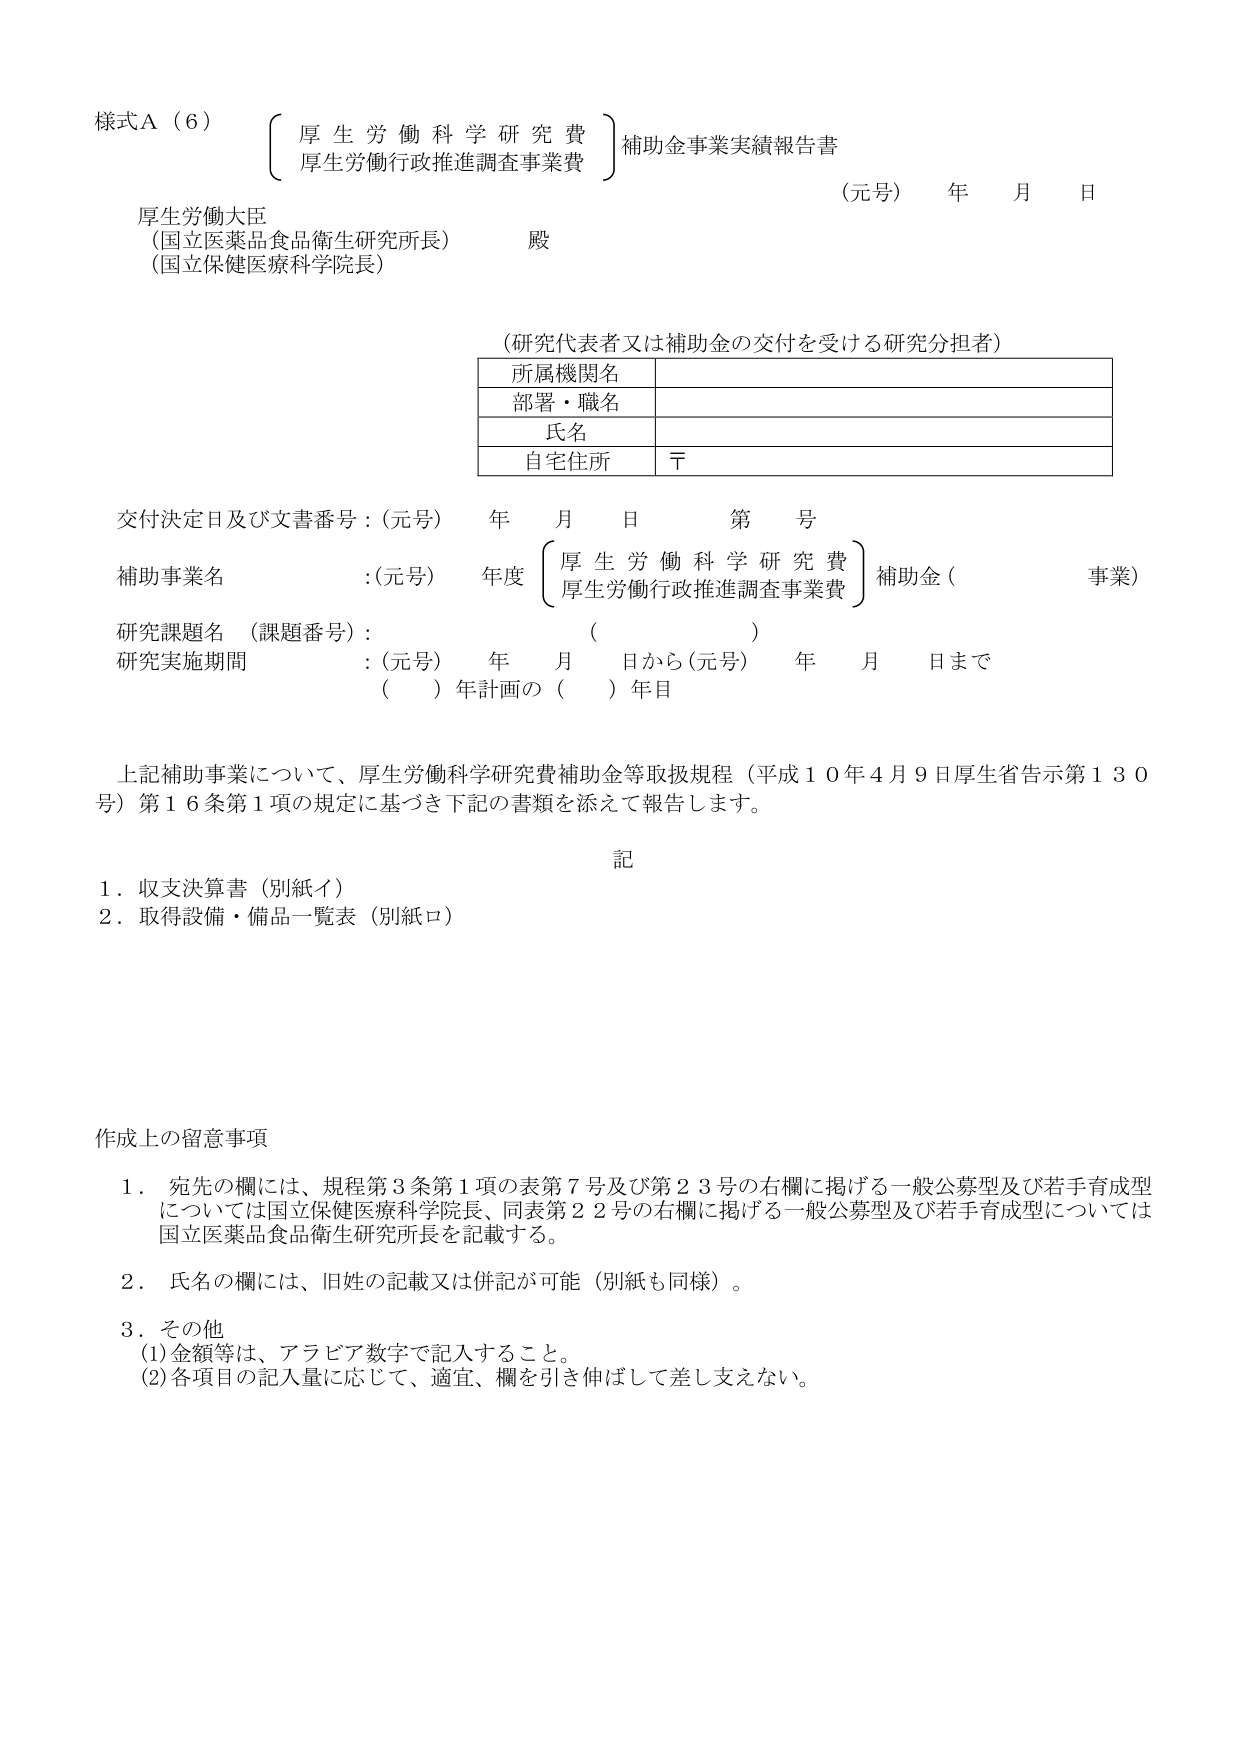 様式Ａ（６）
厚生労働科学研究費
厚生労働行政推進調査事業費
補助金事業実績報告書
（元号）　　年　　月　　日
厚生労働大臣
（国立医薬品食品衛生研究所長）　　　殿
（国立保健医療科学院長）
（研究代表者又は補助金の交付を受ける研究分担者）
所属機関名
部署・職名
氏名
自宅住所　〒
交付決定日及び文書番号：（元号）　　年　　月　　日　　　　第　　号
補助事業名　　　　　　：（元号）　　年度
厚生労働科学研究費
厚生労働行政推進調査事業費
補助金（　　　　　　事業）
研究課題名　（課題番号）：　　　　　　　　　　（　　　　　　　）
研究実施期間　　　　　：（元号）　　年　　月　　日から（元号）　　年　　月　　日まで
（　　）年計画の（　　）年目
上記補助事業について、厚生労働科学研究費補助金等取扱規程（平成１０年４月９日厚生省告示第１３０
号）第１６条第１項の規定に基づき下記の書類を添えて報告します。
記
１．収支決算書（別紙イ）
２．取得設備・備品一覧表（別紙ロ）
作成上の留意事項
１．　宛先の欄には、規程第３条第１項の表第７号及び第２３号の右欄に掲げる一般公募型及び若手育成型
については国立保健医療科学院長、同表第２２号の右欄に掲げる一般公募型及び若手育成型については
国立医薬品食品衛生研究所長を記載する。
２．　氏名の欄には、旧姓の記載又は併記が可能（別紙も同様）。
３．その他
(1)金額等は、アラビア数字で記入すること。
(2)各項目の記入量に応じて、適宜、欄を引き伸ばして差し支えない。